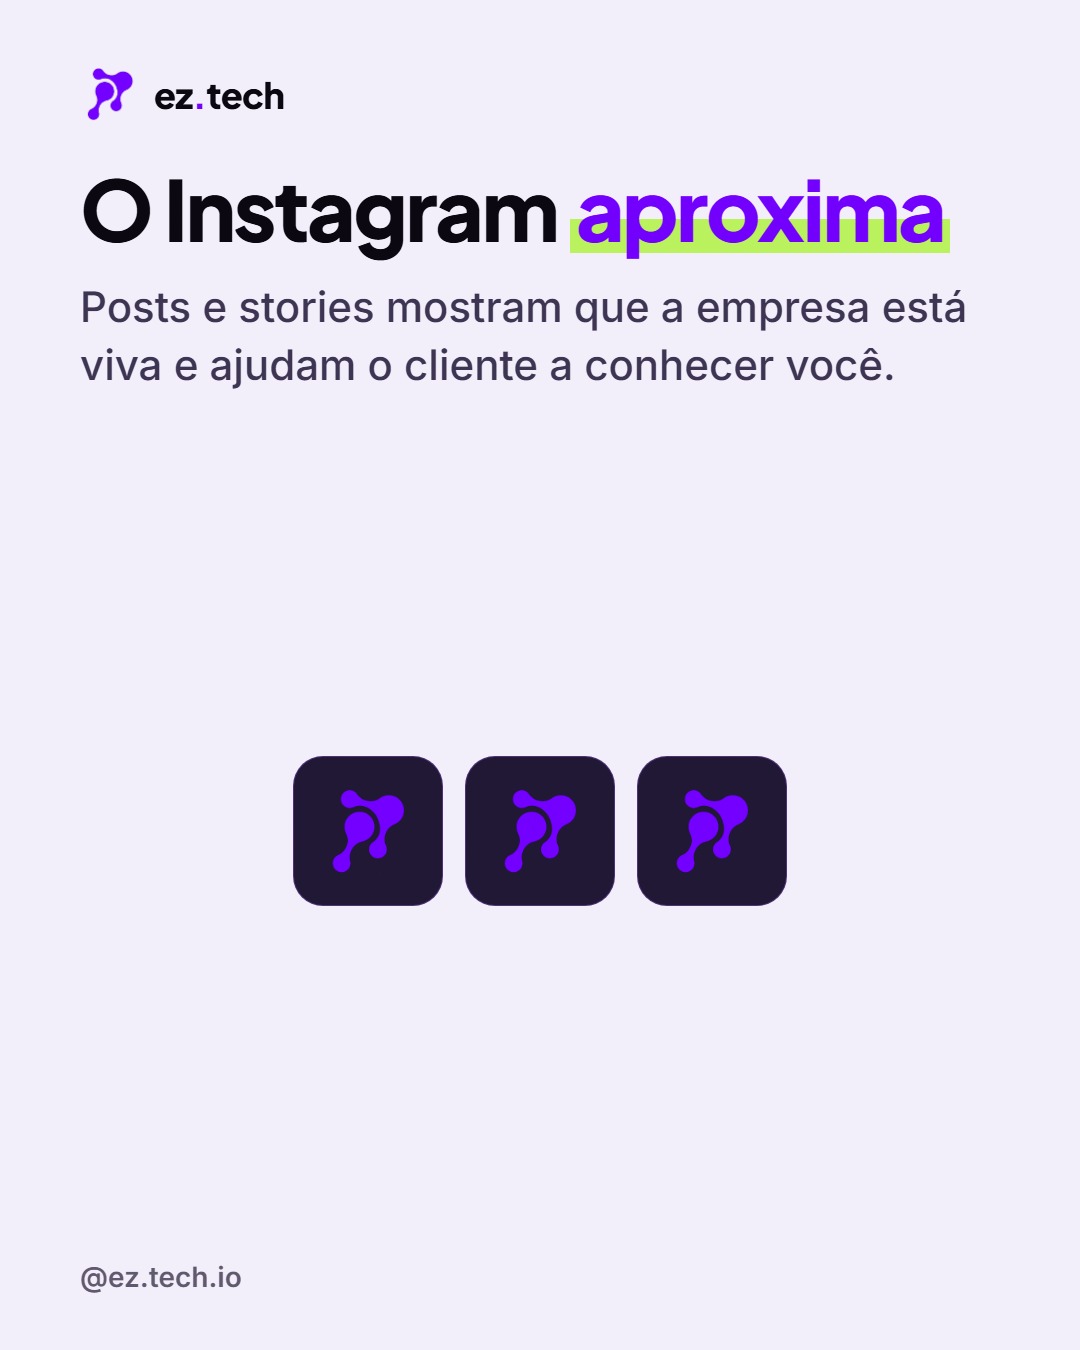 ez.tech
O Instagram aproxima
Posts e stories mostram que a empresa está
viva e ajudam o cliente a conhecer você.
@ez.tech.io